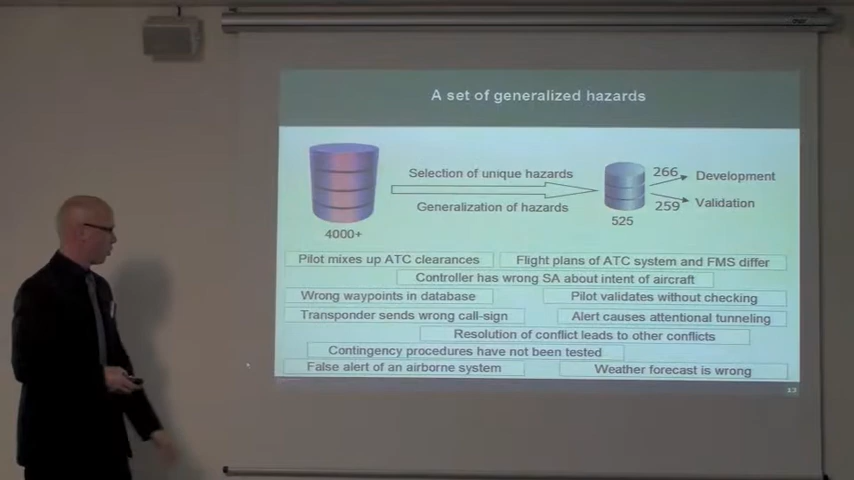 A set of generalized hazards
Selection of unique hazards
266
Development
Generalization of hazards
259
Validation
4000+
525
Pilot mixes up ATC clearances
Flight plans of ATC system and FMS differ
Controller has wrong SA about intent of aircraft
Wrong waypoints in database
Pilot validates without checking
Transponder sends wrong call-sign
Alert causes attentional tunneling
Resolution of conflict leads to other conflicts
Contingency procedures have not been tested
False alert of an airborne system
Weather forecast is wrong
13